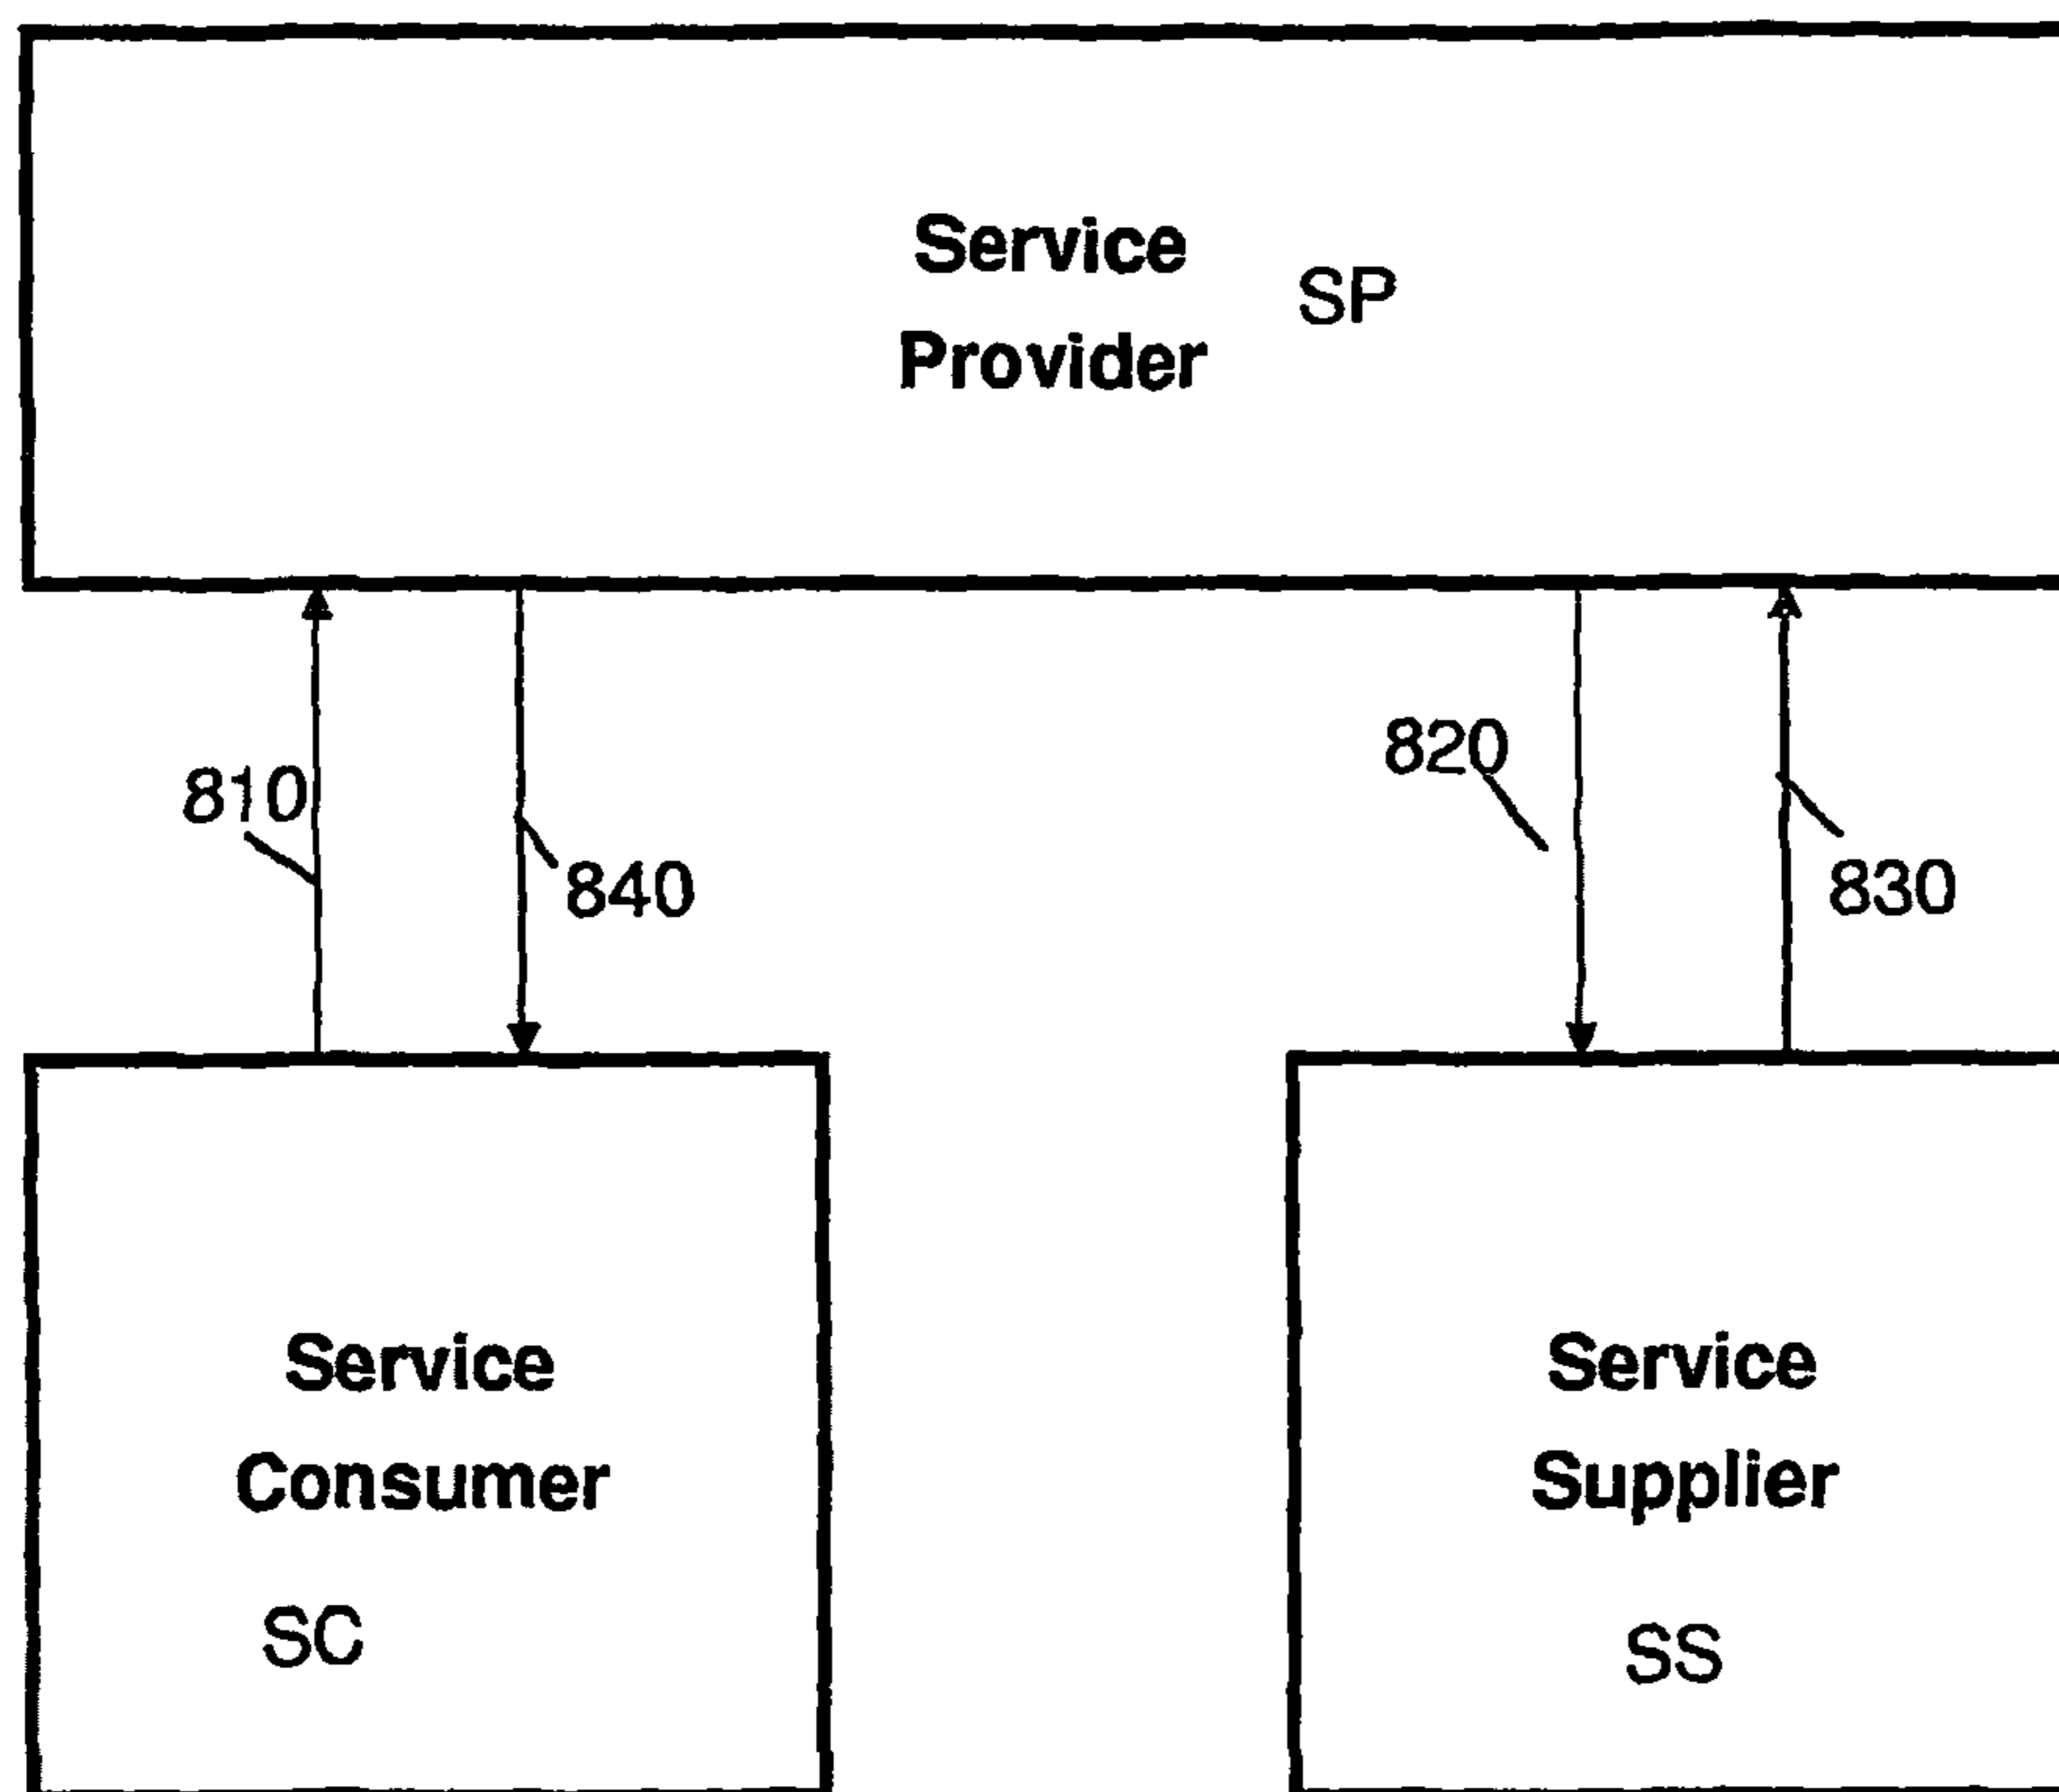 Service
Provider
SP
810
840
820
830
Service
Consumer
SC
Service
Supplier
SS